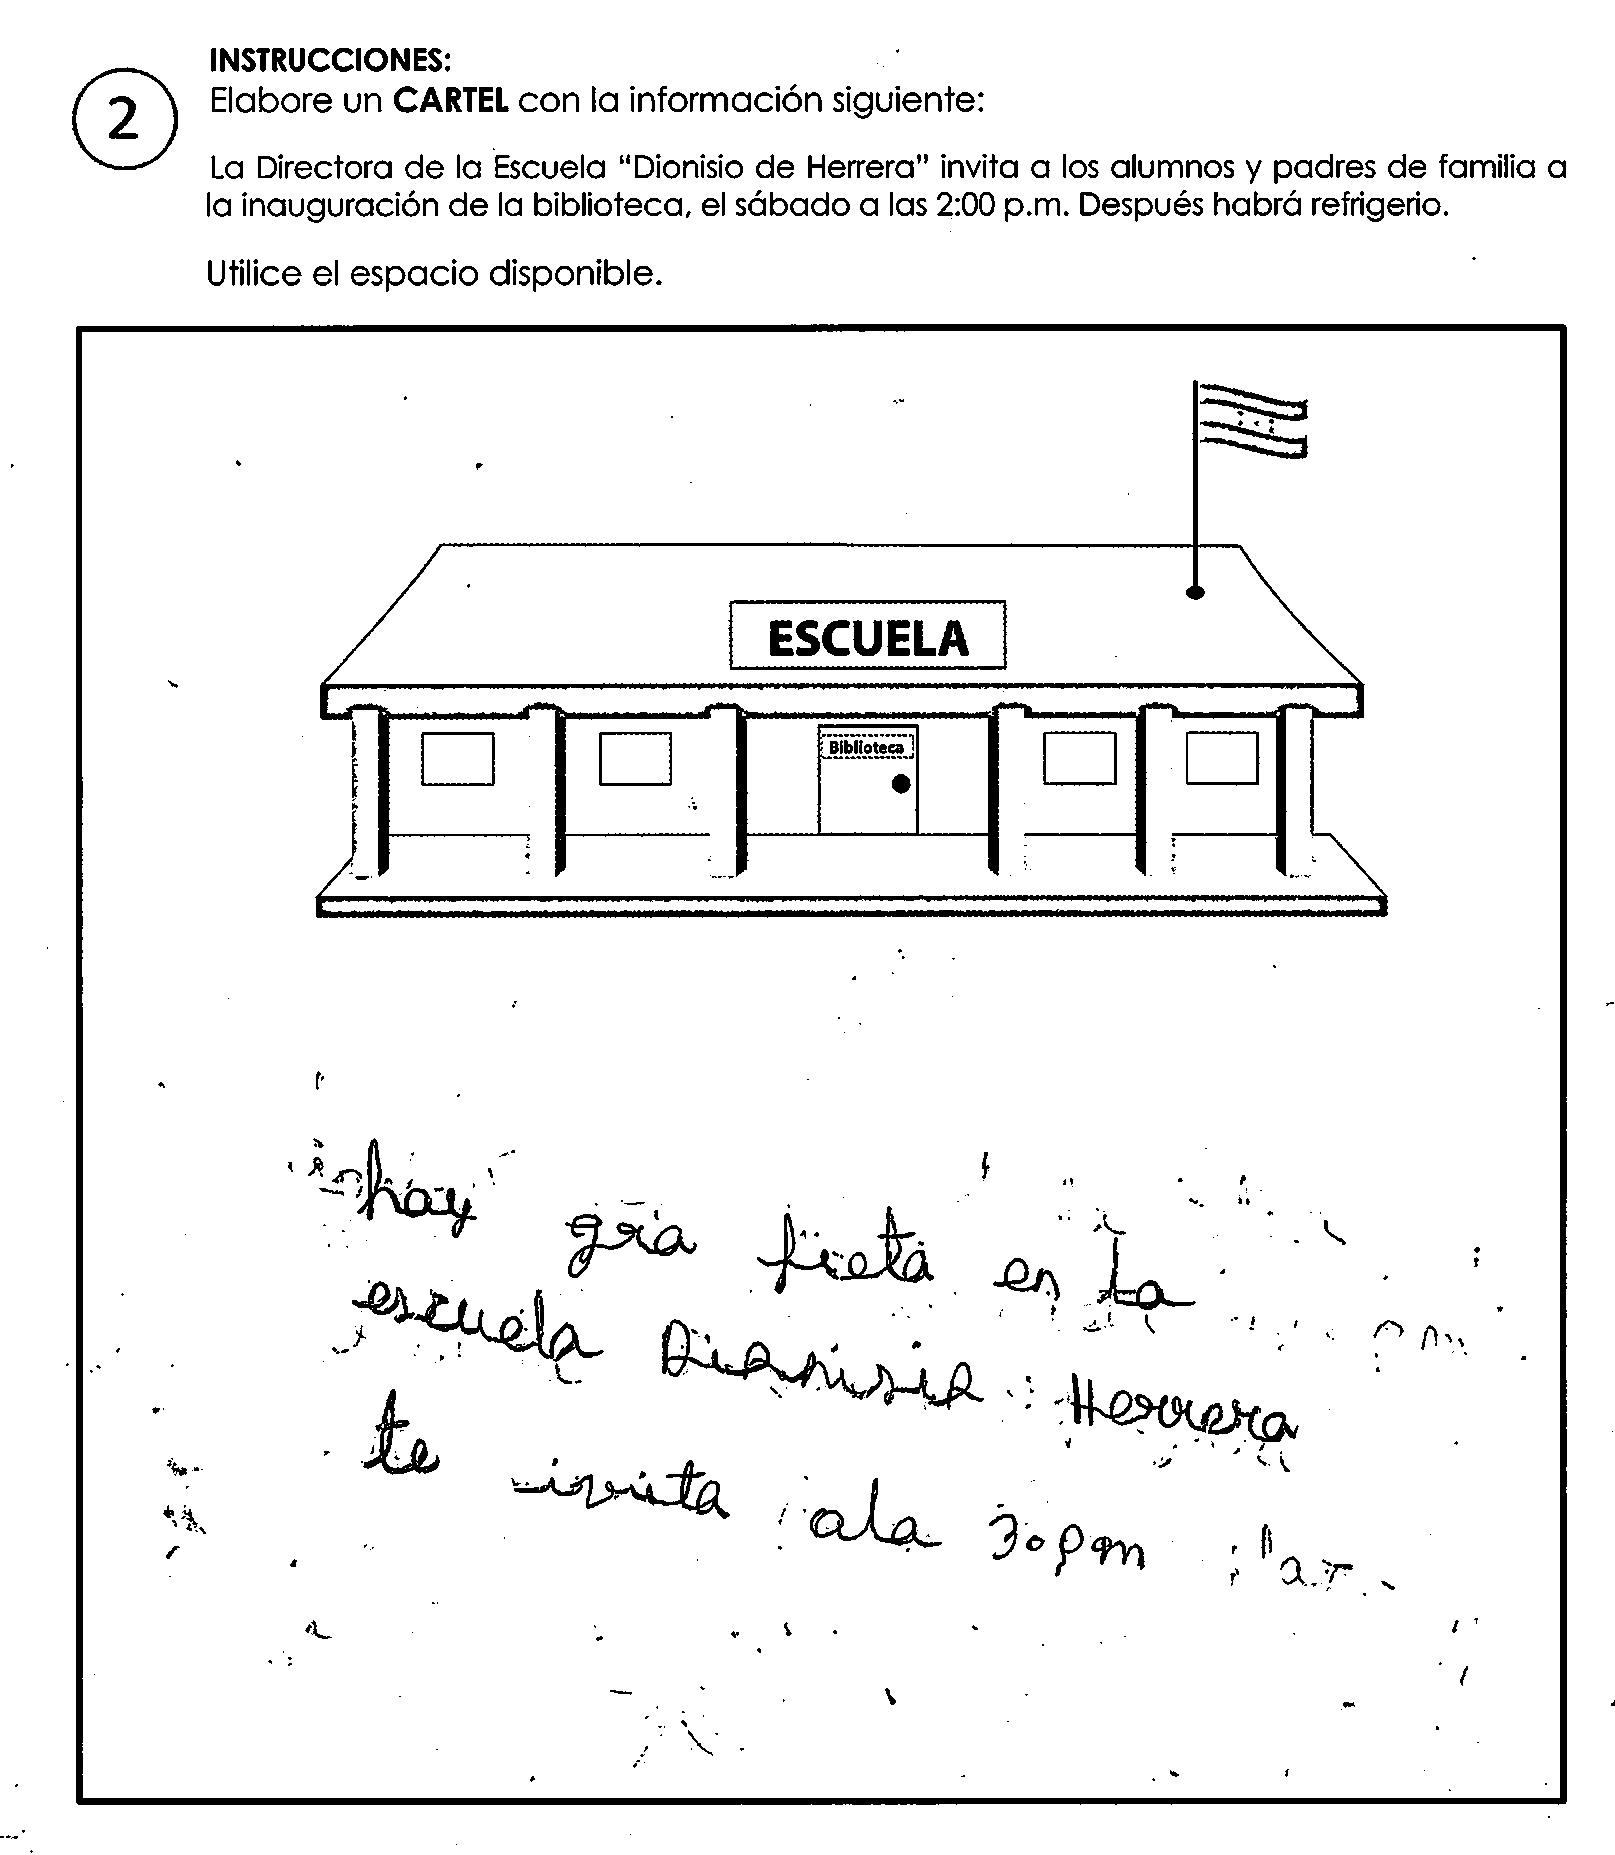 INSTRUCCIONES:
2
Elabore un CARTEL con la información siguiente:
La Directora de la Escuela “Dionisio de Herrera” invita a los alumnos y padres de familia a
la inauguración de la biblioteca, el sábado a las 2:00 p.m. Después habrá refrigerio.
Utilice el espacio disponible.
ESCUELA
Biblioteca
hay gra fieta en la
escuela Dionisio Herrera
te invita ala 30pm